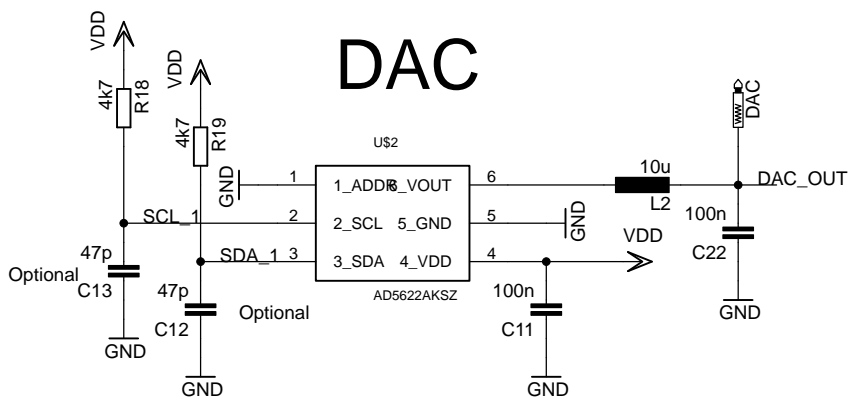 DAC
VDD
4k7
R18
VDD
4k7
R19
U$2
GND
1
1_ADDR
6_VOUT
6
10u
L2
DAC
DAC_OUT
SCL_1
2
2_SCL
5_GND
5
GND
100n
C22
GND
SDA_1
3
3_SDA
4_VDD
4
VDD
Optional
47p
C13
GND
47p
C12
Optional
GND
AD5622AKSZ
100n
C11
GND